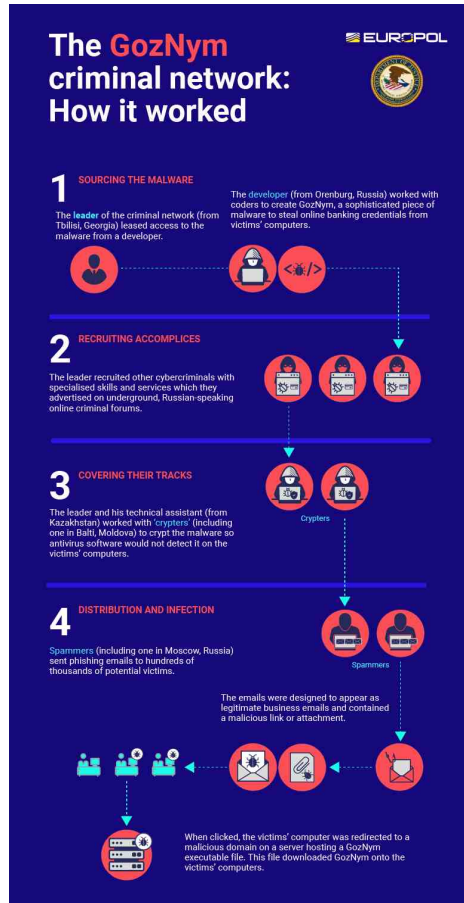 The GozNym
criminal network:
How it worked
EUROPOL
1 SOURCING THE MALWARE
The leader of the criminal network (from
Tbilisi, Georgia) leased access to the
malware from a developer.
The developer (from Orenburg, Russia) worked with
coders to create GozNym, a sophisticated piece of
malware to steal online banking credentials from
victims' computers.
2 RECRUITING ACCOMPLICES
The leader recruited other cybercriminals with
specialised skills and services which they
advertised on underground, Russian-speaking
online criminal forums.
3 COVERING THEIR TRACKS
The leader and his technical assistant (from
Kazakhstan) worked with 'crypters' (including
one in Balti, Moldova) to crypt the malware so
antivirus software would not detect it on the
victims' computers.
Crypters
4 DISTRIBUTION AND INFECTION
Spammers (including one in Moscow, Russia)
sent phishing emails to hundreds of
thousands of potential victims.
Spammers
The emails were designed to appear as
legitimate business emails and contained
a malicious link or attachment.
When clicked, the victims' computer was redirected to a
malicious domain on a server hosting a GozNym
executable file. This file downloaded GozNym onto the
victims' computers.